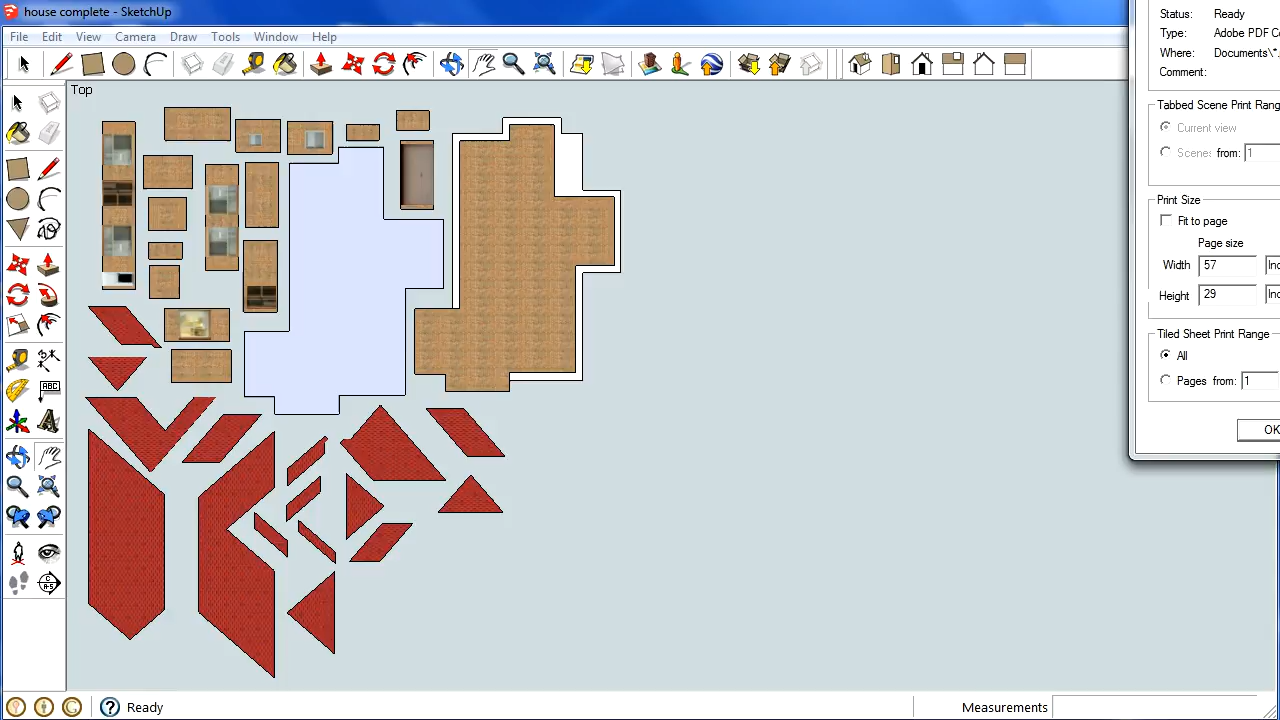 house complete - SketchUp
File Edit View Camera Draw Tools Window Help
Top
Status: Ready
Type: Adobe PDF
Where: Documents\*.
Comment:
Tabbed Scene Print Rang
Current view
Scene: from: 1
Print Size
Fit to page
Page size
Width 57
Height 29
Tiled Sheet Print Range
All
Pages from: 1
OK
ABC
Ready
Measurements